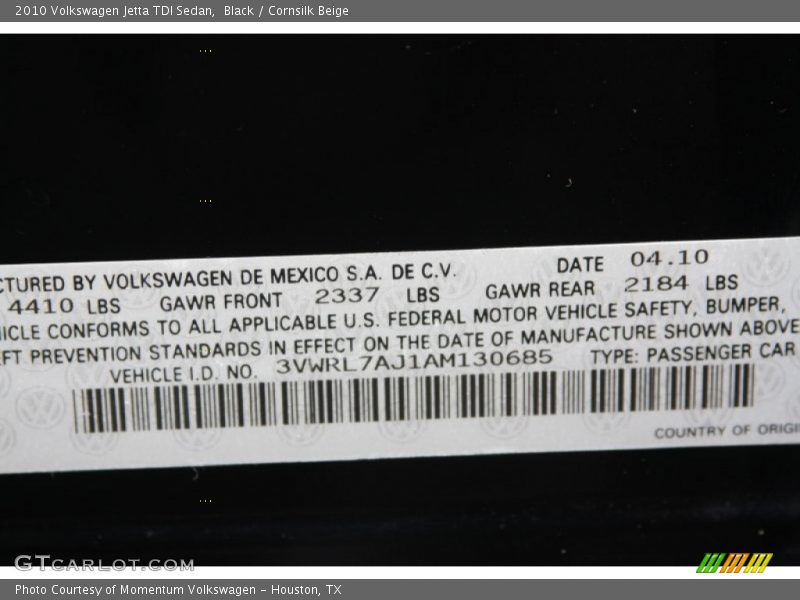 2010 Volkswagen Jetta TDI Sedan,  Black / Cornsilk Beige
CTURED BY VOLKSWAGEN DE MEXICO S.A. DE C.V. DATE 04.10
4410 LBS GAWR FRONT 2337 LBS GAWR REAR 2184 LBS
ICLE CONFORMS TO ALL APPLICABLE U.S. FEDERAL MOTOR VEHICLE SAFETY, BUMPER,
EFT PREVENTION STANDARDS IN EFFECT ON THE DATE OF MANUFACTURE SHOWN ABOVE
VEHICLE I.D. NO. 3VWRL7AJ1AM130685 TYPE: PASSENGER CAR
COUNTRY OF ORIGI
GTCARLOT.COM
Photo Courtesy of Momentum Volkswagen - Houston, TX